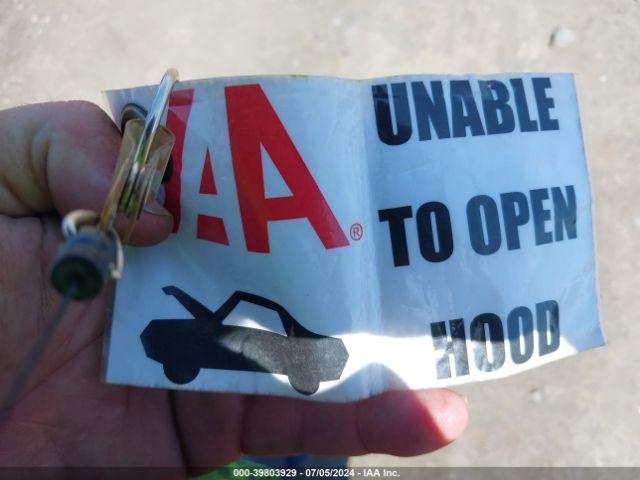 IAA®
UNABLE
TO OPEN
HOOD
000-39803929 - 07/05/2024 - IAA Inc.